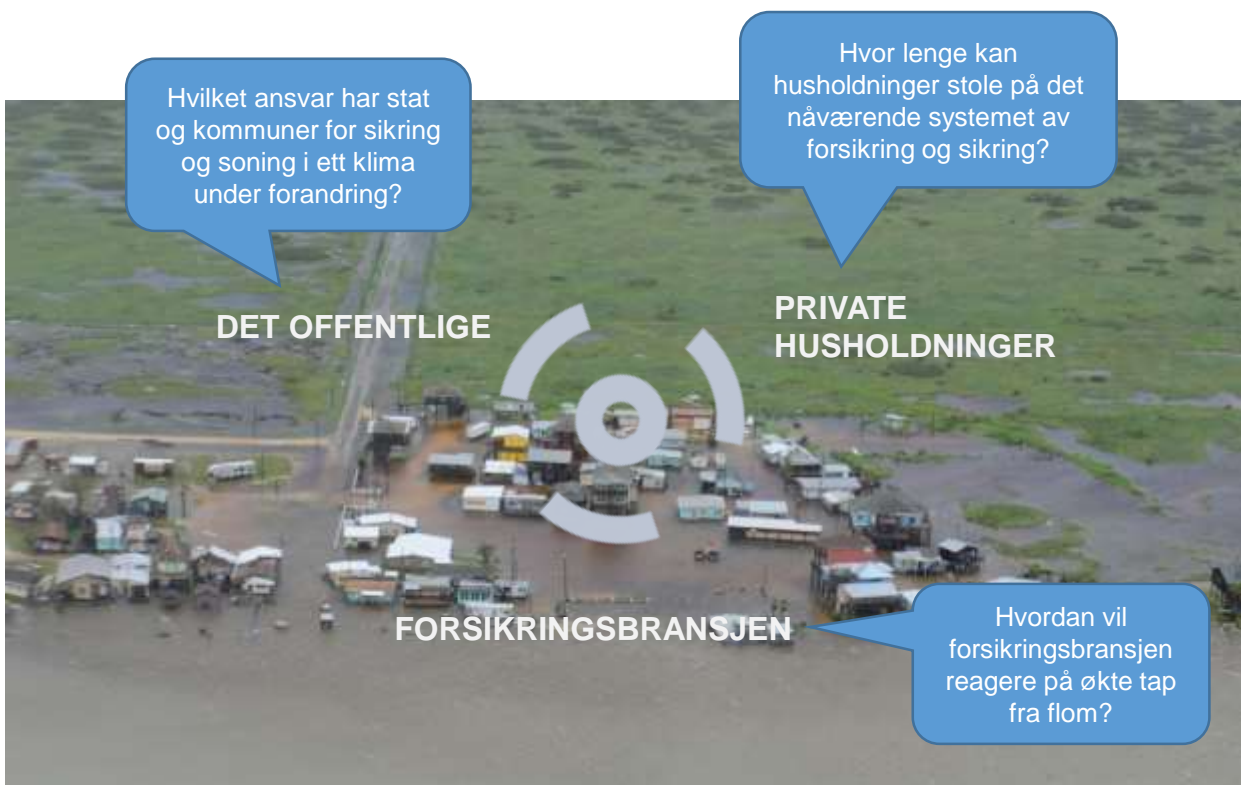 Hvilket ansvar har stat
og kommuner for sikring
og soning i ett klima
under forandring?
Hvor lenge kan
husholdninger stole på det
nåværende systemet av
forsikring og sikring?
DET OFFENTLIGE
PRIVATE
HUSHOLDNINGER
FORSIKRINGSBRANSJEN
Hvordan vil
forsikringsbransjen
reagere på økte tap
fra flom?